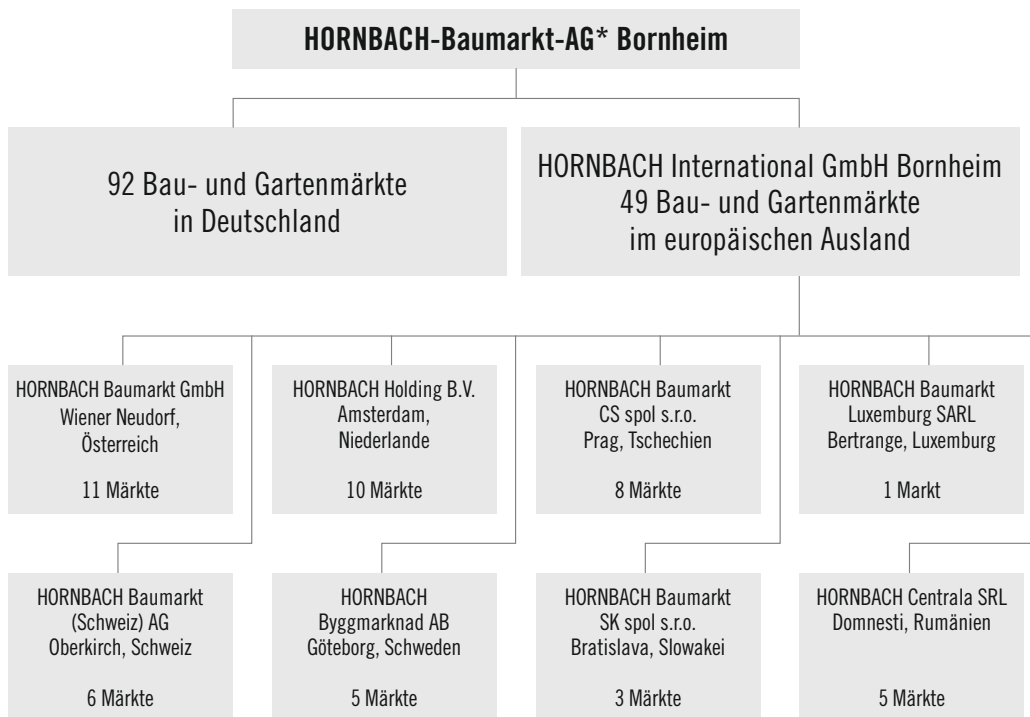 HORNBACH-Baumarkt-AG* Bornheim
92 Bau- und Gartenmärkte
in Deutschland
HORNBACH International GmbH Bornheim
49 Bau- und Gartenmärkte
im europäischen Ausland
HORNBACH Baumarkt GmbH
Wiener Neudorf,
Österreich
11 Märkte
HORNBACH Holding B.V.
Amsterdam,
Niederlande
10 Märkte
HORNBACH Baumarkt
CS spol s.r.o.
Prag, Tschechien
8 Märkte
HORNBACH Baumarkt
Luxemburg SARL
Bertrange, Luxemburg
1 Markt
HORNBACH Baumarkt
(Schweiz) AG
Oberkirch, Schweiz
6 Märkte
HORNBACH
Byggmarknad AB
Göteborg, Schweden
5 Märkte
HORNBACH Baumarkt
SK spol s.r.o.
Bratislava, Slowakei
3 Märkte
HORNBACH Centrala SRL
Domnesti, Rumänien
5 Märkte